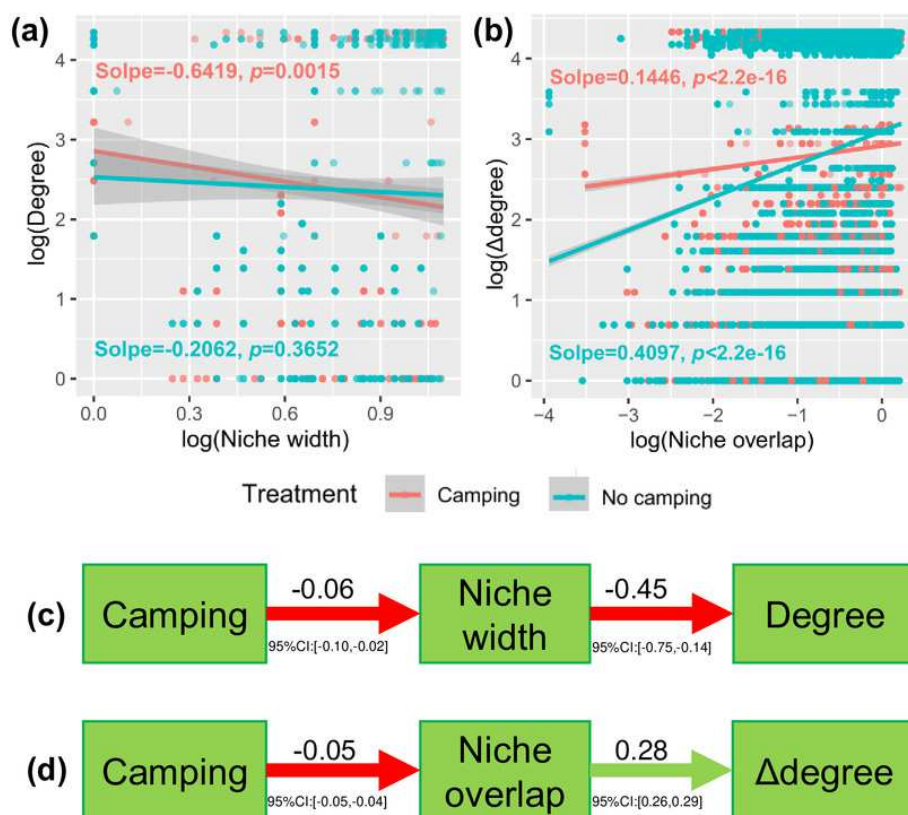 (a)
(b)
Solpe=-0.6419, p=0.0015
Solpe=-0.2062, p=0.3652
log(Degree)
4
3
2
1
0
0.0
0.3
0.6
0.9
log(Niche width)
Solpe=0.1446, p<2.2e-16
Solpe=0.4097, p<2.2e-16
log(Δdegree)
4
3
2
1
0
−4
−3
−2
−1
0
log(Niche overlap)
Treatment
Camping
No camping
(c)
Camping
-0.06
95%CI:[-0.10,-0.02]
Niche
width
-0.45
95%CI:[-0.75,-0.14]
Degree
(d)
Camping
-0.05
95%CI:[-0.05,-0.04]
Niche
overlap
0.28
95%CI:[0.26,0.29]
Δdegree